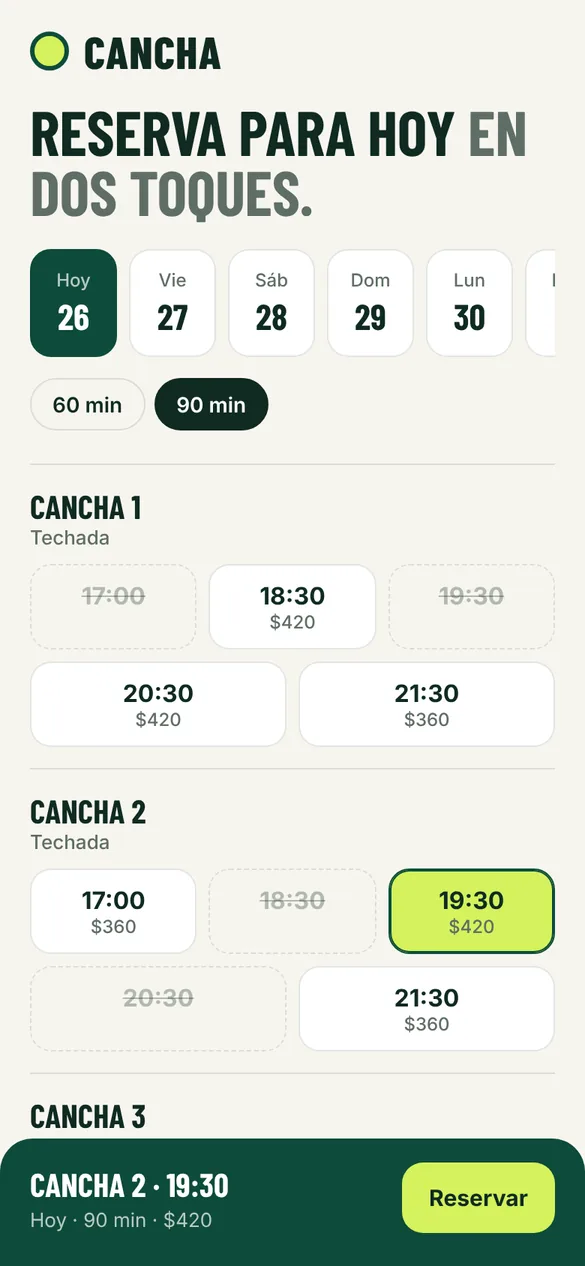 CANCHA
RESERVA PARA HOY EN
DOS TOQUES.
Hoy Vie Sáb Dom Lun
26 27 28 29 30
60 min 90 min
CANCHA 1
Techada
17:00 18:30 19:30
$420
20:30 21:30
$420 $360
CANCHA 2
Techada
17:00 18:30 19:30
$360 $420
20:30 21:30
$360
CANCHA 3
CANCHA 2 · 19:30
Hoy · 90 min · $420
Reservar